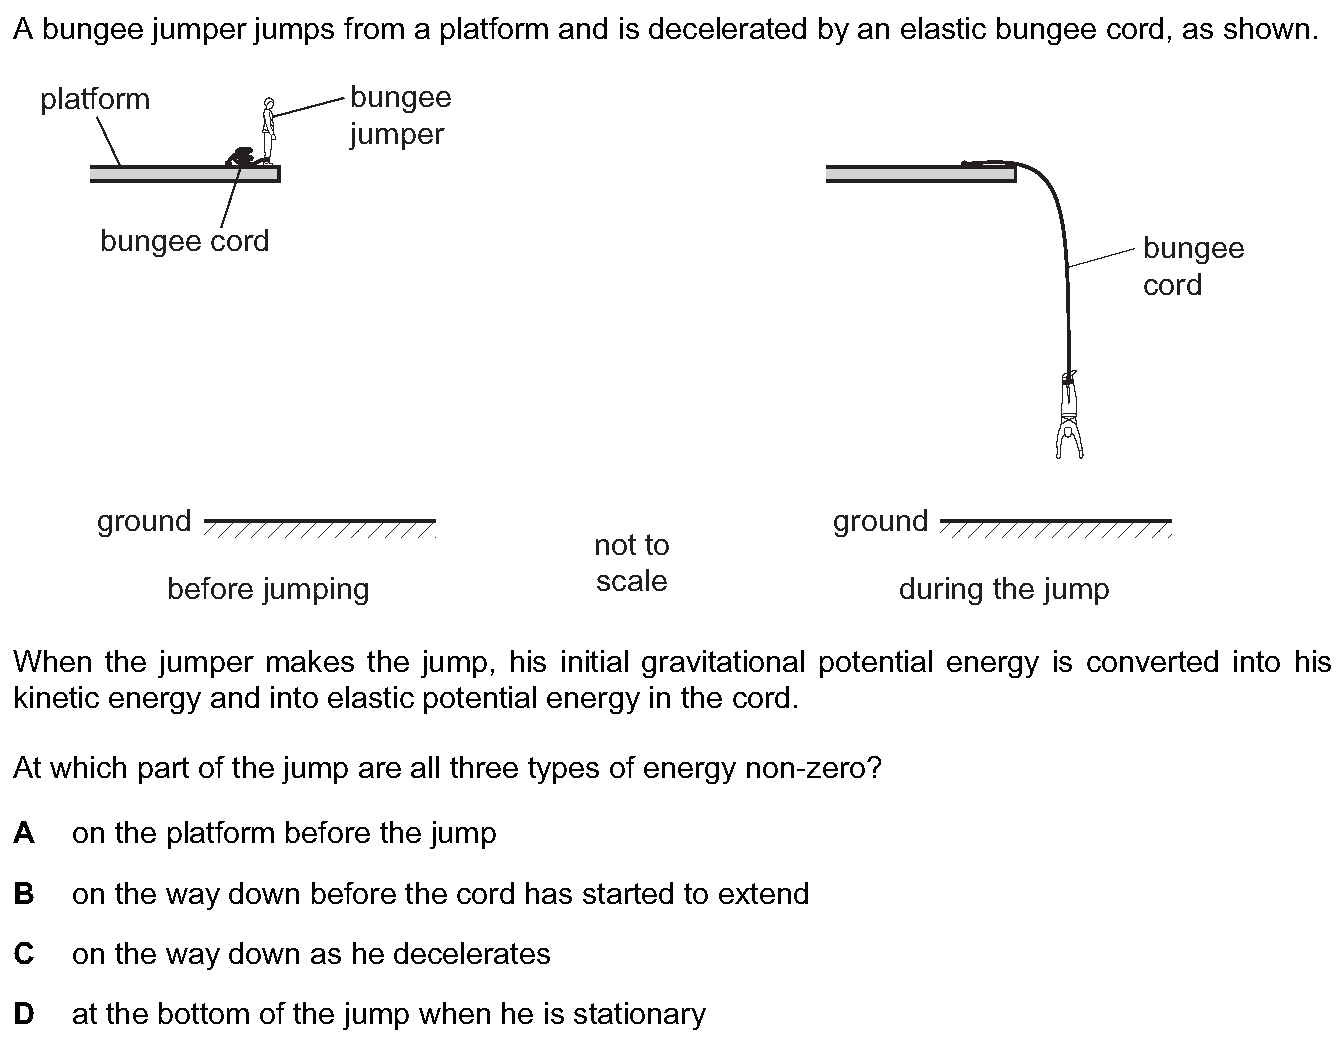 A bungee jumper jumps from a platform and is decelerated by an elastic bungee cord, as shown.
platform
bungee
jumper
bungee cord
bungee
cord
ground
ground
not to
scale
before jumping
during the jump
When the jumper makes the jump, his initial gravitational potential energy is converted into his
kinetic energy and into elastic potential energy in the cord.
At which part of the jump are all three types of energy non-zero?
A on the platform before the jump
B on the way down before the cord has started to extend
C on the way down as he decelerates
D at the bottom of the jump when he is stationary